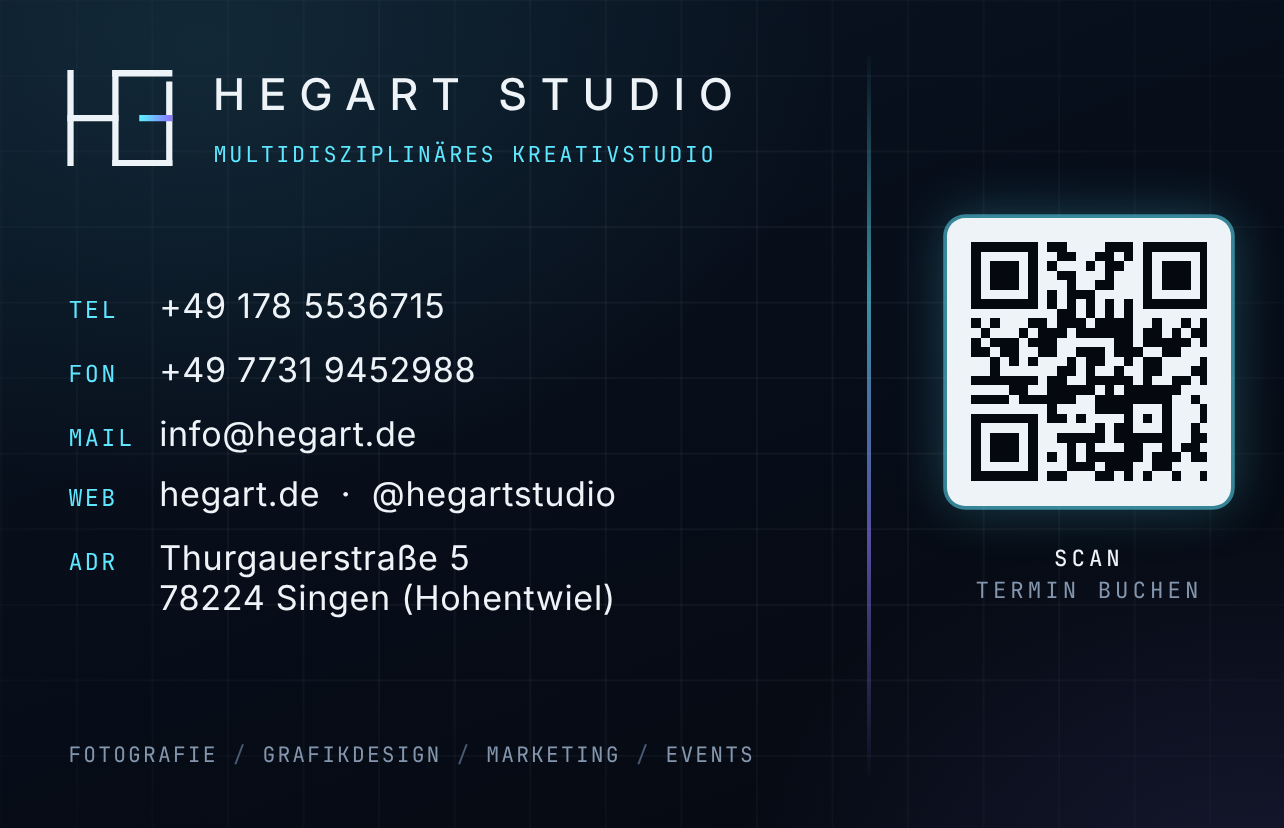 HG
HEGART STUDIO
MULTIDISZIPLINÄRES KREATIVSTUDIO
TEL +49 178 5536715
FON +49 7731 9452988
MAIL info@hegart.de
WEB hegart.de · @hegartstudio
ADR Thurgauerstraße 5
78224 Singen (Hohentwiel)
SCAN
TERMIN BUCHEN
FOTOGRAFIE / GRAFIKDESIGN / MARKETING / EVENTS